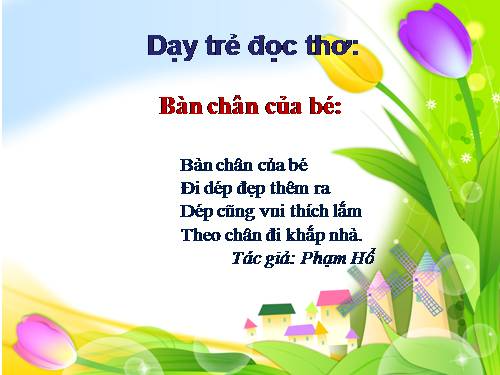 Dạy trẻ đọc thơ:
Bàn chân của bé:
Bàn chân của bé
Đi dép đẹp thêm ra
Dép cũng vui thích lắm
Theo chân đi khắp nhà.
Tác giả: Phạm Hổ